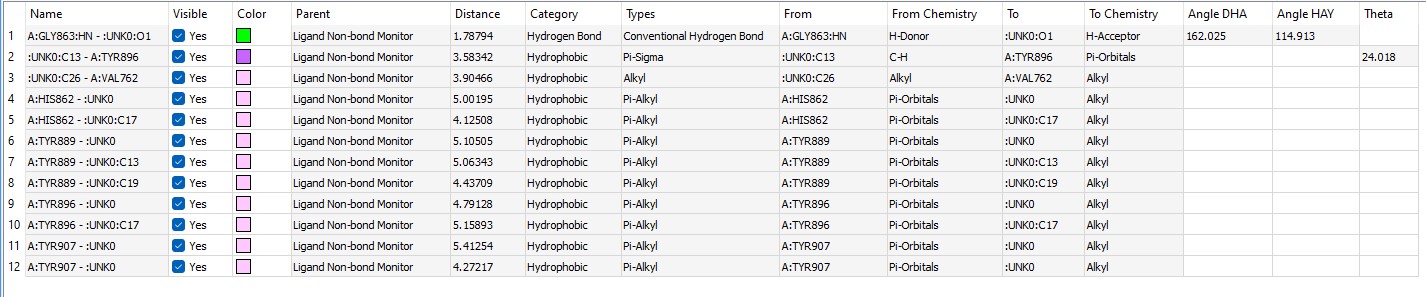 Name Visible Color Parent Distance Category Types From From Chemistry To To Chemistry Angle DHA Angle HAY Theta
1 A:GLY863:HN - :UNK0:O1 Yes Ligand Non-bond Monitor 1.78794 Hydrogen Bond Conventional Hydrogen Bond A:GLY863:HN H-Donor :UNK0:O1 H-Acceptor 162.025 114.913
2 :UNK0:C13 - A:TYR896 Yes Ligand Non-bond Monitor 3.58342 Hydrophobic Pi-Sigma :UNK0:C13 C-H A:TYR896 Pi-Orbitals 24.018
3 :UNK0:C26 - A:VAL762 Yes Ligand Non-bond Monitor 3.90466 Hydrophobic Alkyl :UNK0:C26 Alkyl A:VAL762 Alkyl
4 A:HIS862 - :UNK0 Yes Ligand Non-bond Monitor 5.00195 Hydrophobic Pi-Alkyl A:HIS862 Pi-Orbitals :UNK0 Alkyl
5 A:HIS862 - :UNK0:C17 Yes Ligand Non-bond Monitor 4.12508 Hydrophobic Pi-Alkyl A:HIS862 Pi-Orbitals :UNK0:C17 Alkyl
6 A:TYR889 - :UNK0 Yes Ligand Non-bond Monitor 5.10505 Hydrophobic Pi-Alkyl A:TYR889 Pi-Orbitals :UNK0 Alkyl
7 A:TYR889 - :UNK0:C13 Yes Ligand Non-bond Monitor 5.06343 Hydrophobic Pi-Alkyl A:TYR889 Pi-Orbitals :UNK0:C13 Alkyl
8 A:TYR889 - :UNK0:C19 Yes Ligand Non-bond Monitor 4.43709 Hydrophobic Pi-Alkyl A:TYR889 Pi-Orbitals :UNK0:C19 Alkyl
9 A:TYR896 - :UNK0 Yes Ligand Non-bond Monitor 4.79128 Hydrophobic Pi-Alkyl A:TYR896 Pi-Orbitals :UNK0 Alkyl
10 A:TYR896 - :UNK0:C17 Yes Ligand Non-bond Monitor 5.15893 Hydrophobic Pi-Alkyl A:TYR896 Pi-Orbitals :UNK0:C17 Alkyl
11 A:TYR907 - :UNK0 Yes Ligand Non-bond Monitor 5.41254 Hydrophobic Pi-Alkyl A:TYR907 Pi-Orbitals :UNK0 Alkyl
12 A:TYR907 - :UNK0 Yes Ligand Non-bond Monitor 4.27217 Hydrophobic Pi-Alkyl A:TYR907 Pi-Orbitals :UNK0 Alkyl